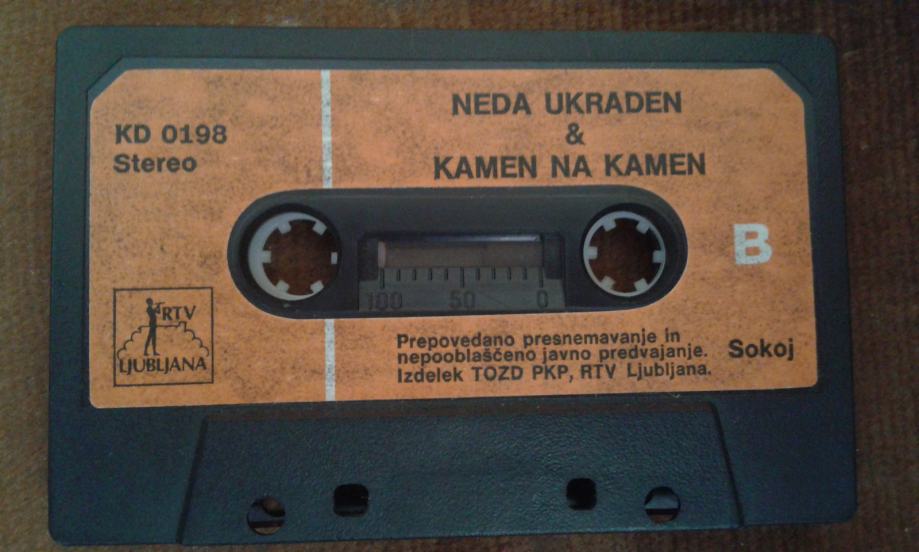 KD 0198
Stereo
NEDA UKRADEN
&
KAMEN NA KAMEN
B
100 50 0
RTV
LJUBLJANA
Prepovedano presnemavanje in
nepooblaščeno javno predvajanje.
Izdelek TOZD PKP, RTV Ljubljana.
Sokoj